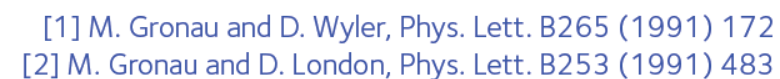 [1] M. Gronau and D. Wyler, Phys. Lett. B265 (1991) 172
[2] M. Gronau and D. London, Phys. Lett. B253 (1991) 483